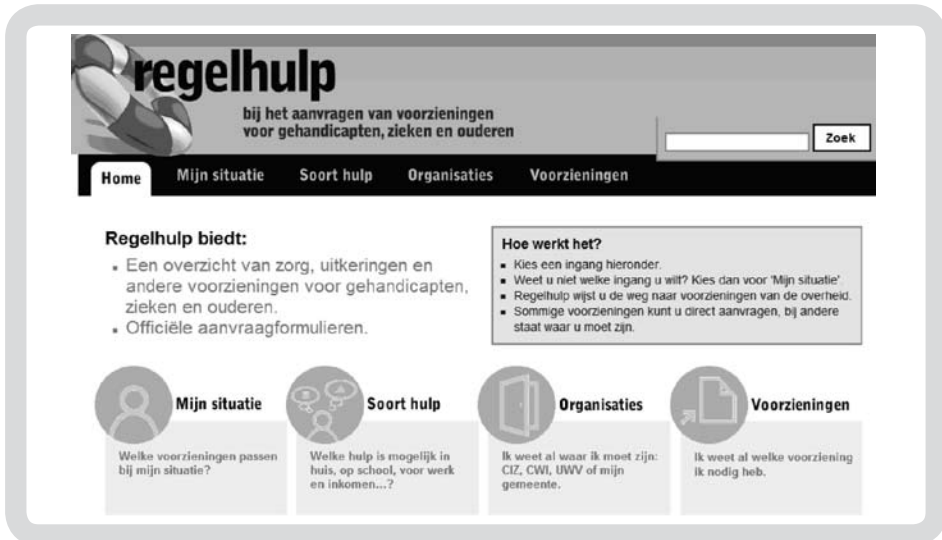 regelhulp
bij het aanvragen van voorzieningen
voor gehandicapten, zieken en ouderen
Zoek
Home Mijn situatie Soort hulp Organisaties Voorzieningen
Regelhulp biedt:
▪ Een overzicht van zorg, uitkeringen en
andere voorzieningen voor gehandicapten,
zieken en ouderen.
▪ Officiële aanvraagformulieren.
Hoe werkt het?
▪ Kies een ingang hieronder.
▪ Weet u niet welke ingang u wilt? Kies dan voor 'Mijn situatie'.
▪ Regelhulp wijst u de weg naar voorzieningen van de overheid.
▪ Sommige voorzieningen kunt u direct aanvragen, bij andere
staat waar u moet zijn.
Mijn situatie
Welke voorzieningen passen
bij mijn situatie?
Soort hulp
Welke hulp is mogelijk in
huis, op school, voor werk
en inkomen...?
Organisaties
Ik weet al waar ik moet zijn:
CIZ, CWI, UWV of mijn
gemeente.
Voorzieningen
Ik weet al welke voorziening
ik nodig heb.